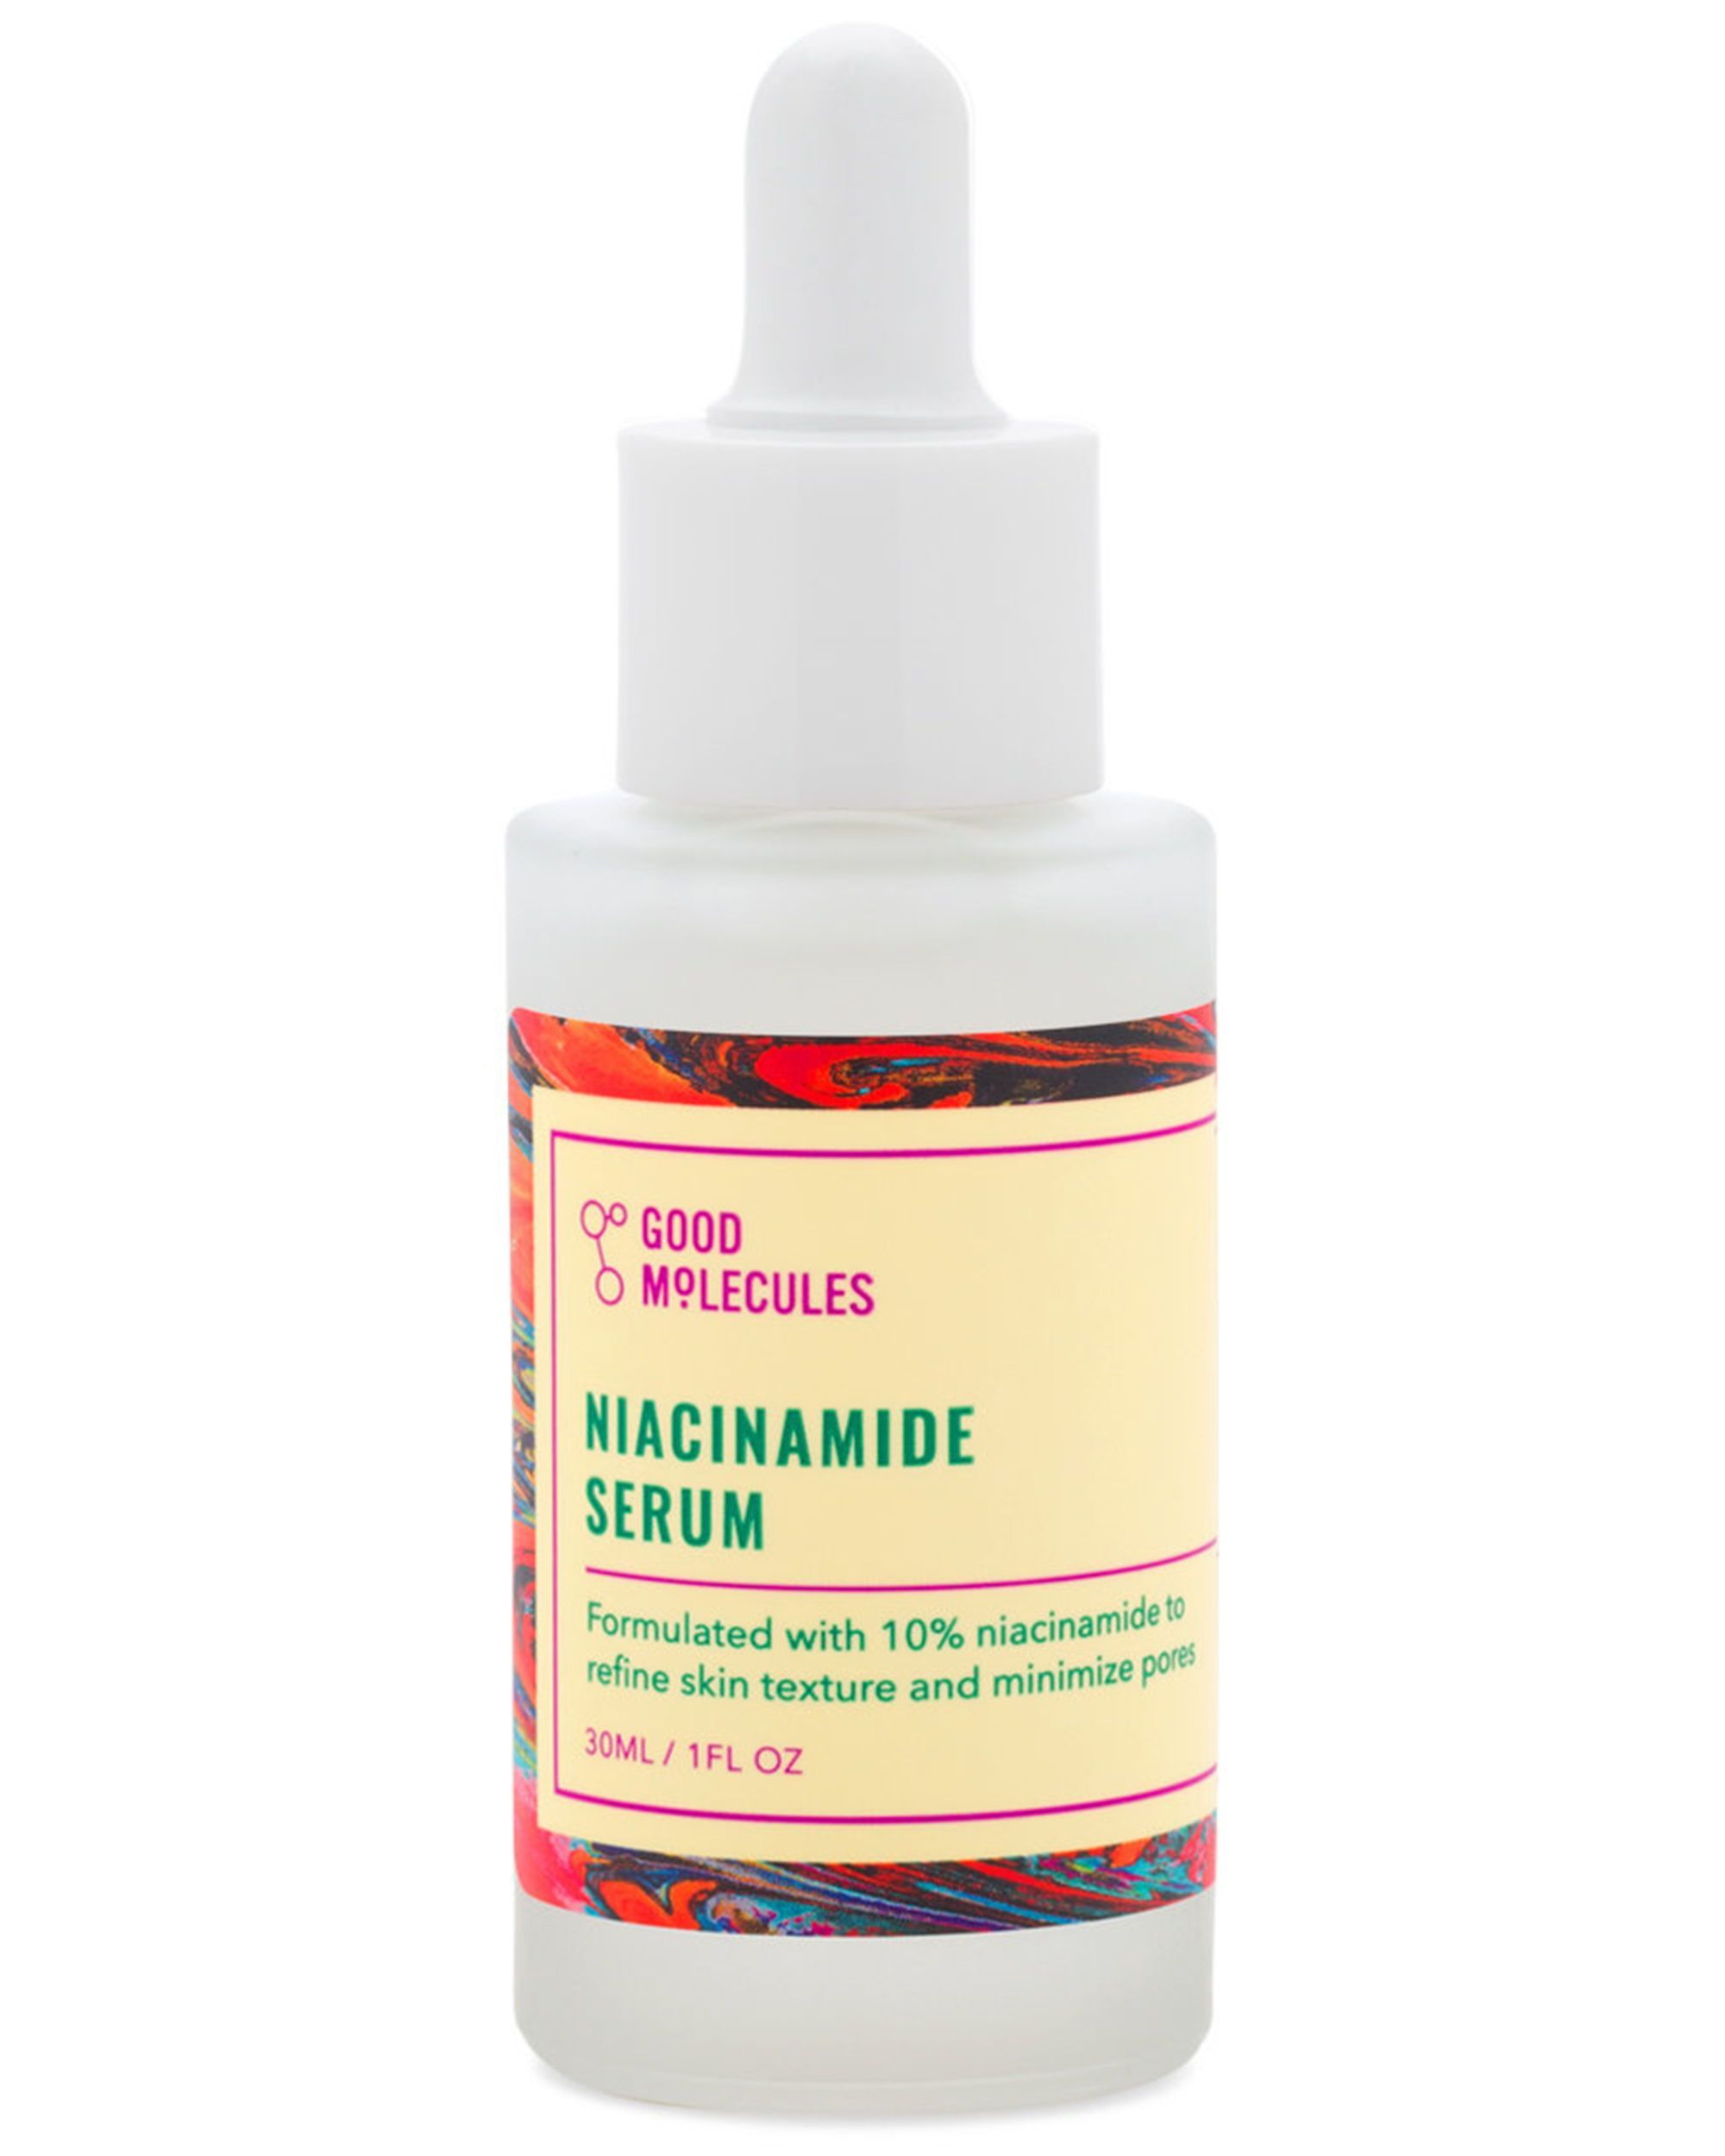 GOOD
MOLECULES
NIACINAMIDE
SERUM
Formulated with 10% niacinamide to
refine skin texture and minimize pores
30ML / 1FL OZ